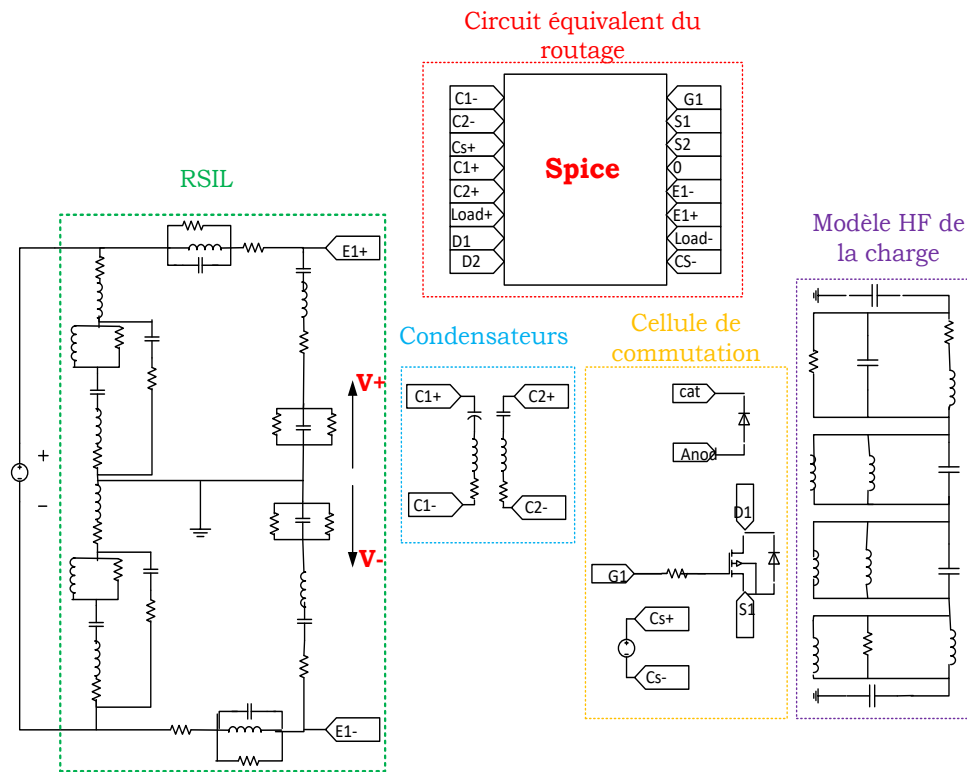 Circuit équivalent du
routage
C1-
C2-
Cs+
C1+
C2+
Load+
D1
D2
Spice
G1
S1
S2
0
E1-
E1+
Load-
CS-
RSIL
E1+
V+
V-
+
−
E1-
Condensateurs
C1+
C2+
C1-
C2-
Cellule de
commutation
cat
Anod
D1
G1
S1
Cs+
+
-
Cs-
Modèle HF de
la charge